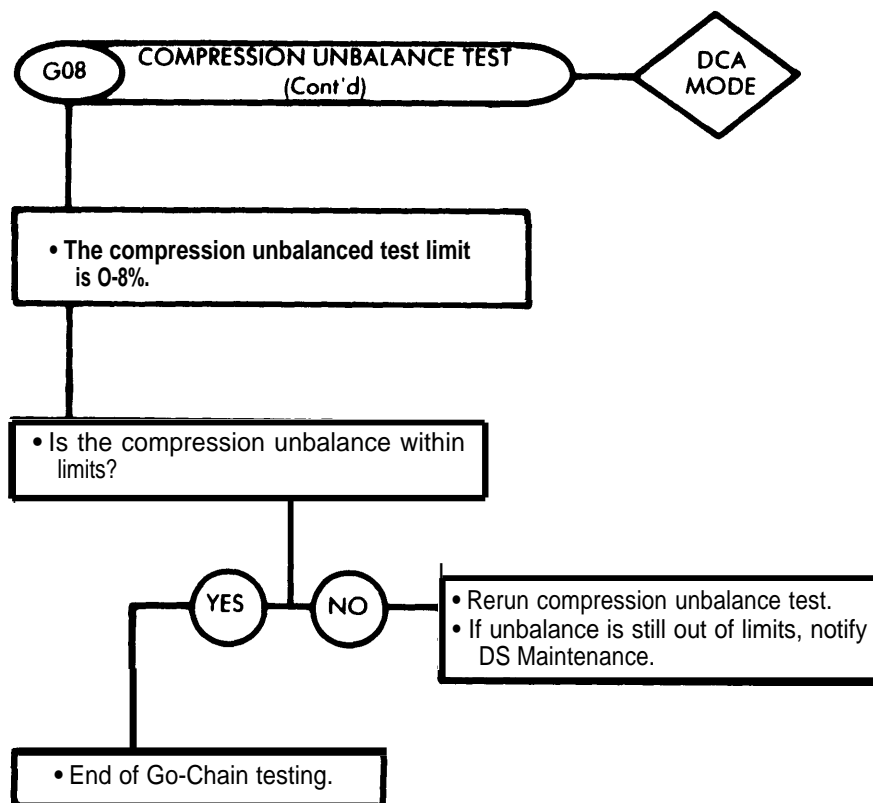 G08
COMPRESSION UNBALANCE TEST
(Cont'd)
DCA
MODE
• The compression unbalanced test limit
is O-8%.
• Is the compression unbalance within
limits?
YES
NO
• Rerun compression unbalance test.
• If unbalance is still out of limits, notify
DS Maintenance.
• End of Go-Chain testing.